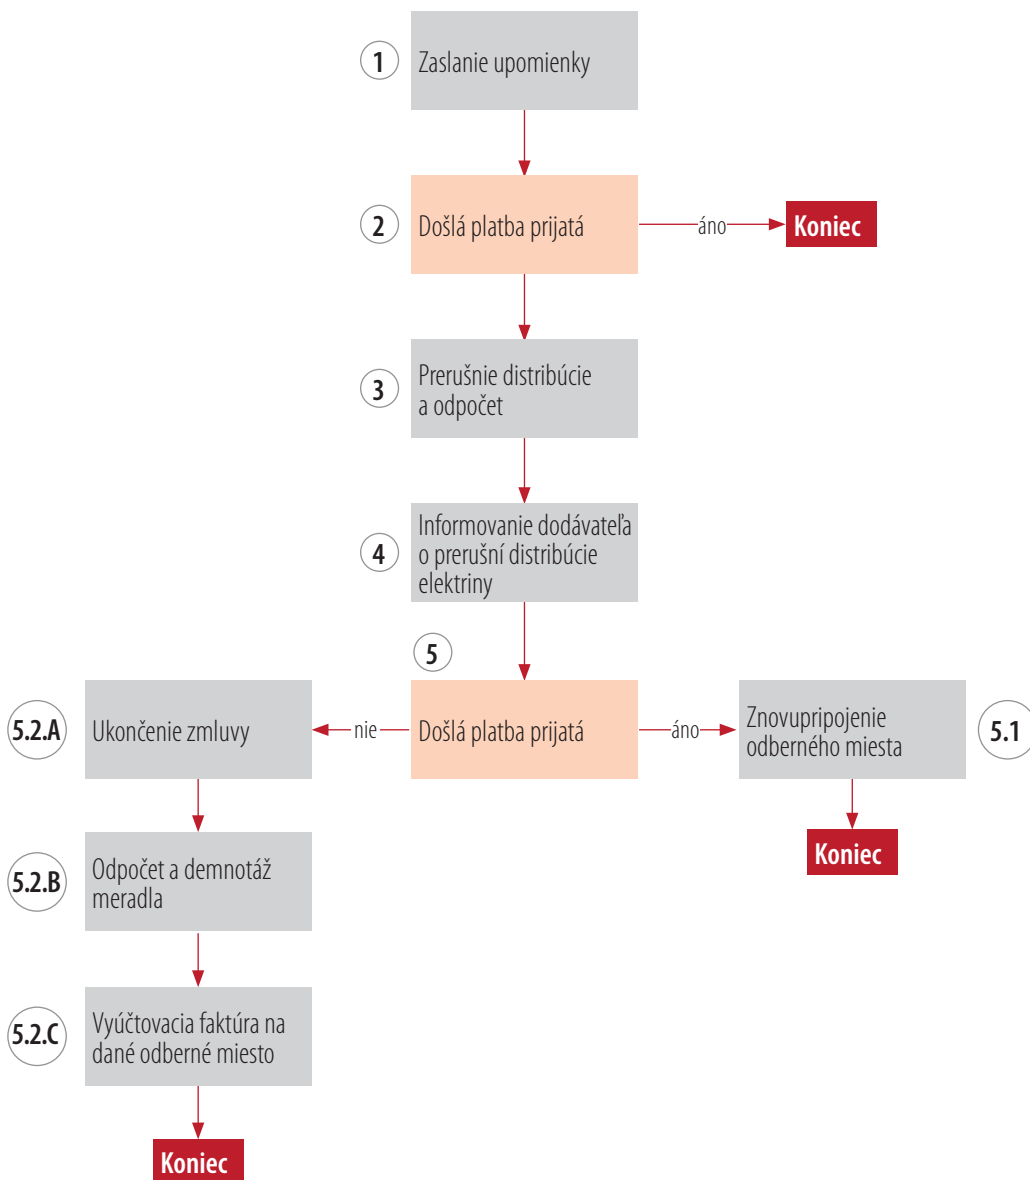 1
Zaslanie upomienky
2
Došlá platba prijatá
áno
Koniec
3
Prerušnie distribúcie
a odpočet
4
Informovanie dodávateľa
o prerušní distribúcie
elektriny
5
5.2.A
Ukončenie zmluvy
nie
Došlá platba prijatá
áno
Znovupripojenie
odberného miesta
5.1
Koniec
5.2.B
Odpočet a demnotáž
meradla
5.2.C
Vyúčtovacia faktúra na
dané odberné miesto
Koniec